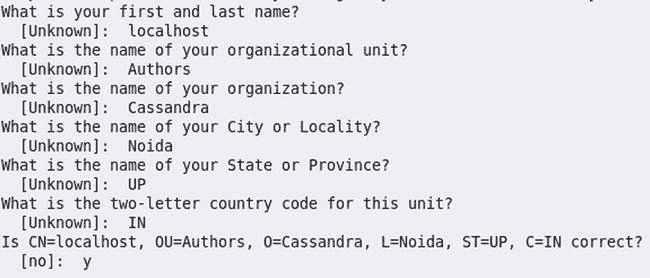 What is your first and last name?
[Unknown]: localhost
What is the name of your organizational unit?
[Unknown]: Authors
What is the name of your organization?
[Unknown]: Cassandra
What is the name of your City or Locality?
[Unknown]: Noida
What is the name of your State or Province?
[Unknown]: UP
What is the two-letter country code for this unit?
[Unknown]: IN
Is CN=localhost, OU=Authors, O=Cassandra, L=Noida, ST=UP, C=IN correct?
[no]: y